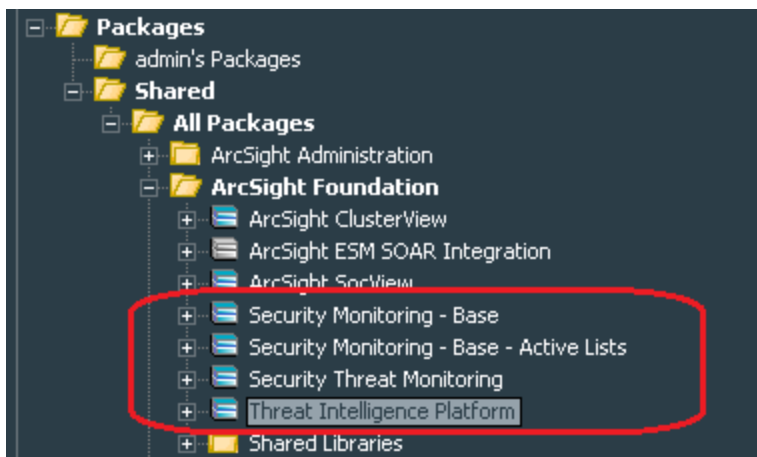 Packages
admin's Packages
Shared
All Packages
ArcSight Administration
ArcSight Foundation
ArcSight ClusterView
ArcSight ESM SOAR Integration
ArcSight SocView
Security Monitoring - Base
Security Monitoring - Base - Active Lists
Security Threat Monitoring
Threat Intelligence Platform
Shared Libraries